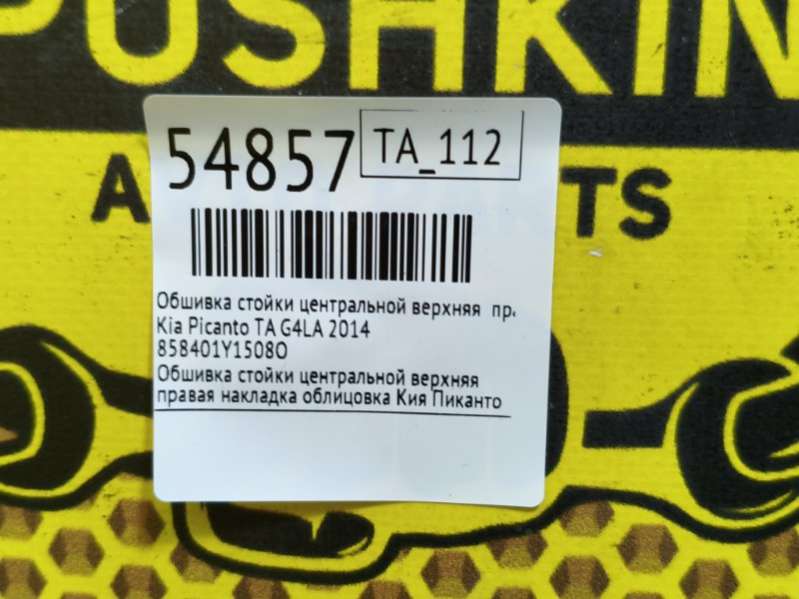 PUSHKIN
54857 TA_112
A TS
Обшивка стойки центральной верхняя пр.
Kia Picanto TA G4LA 2014
858401Y1508O
Обшивка стойки центральной верхняя
правая накладка облицовка Кия Пиканто